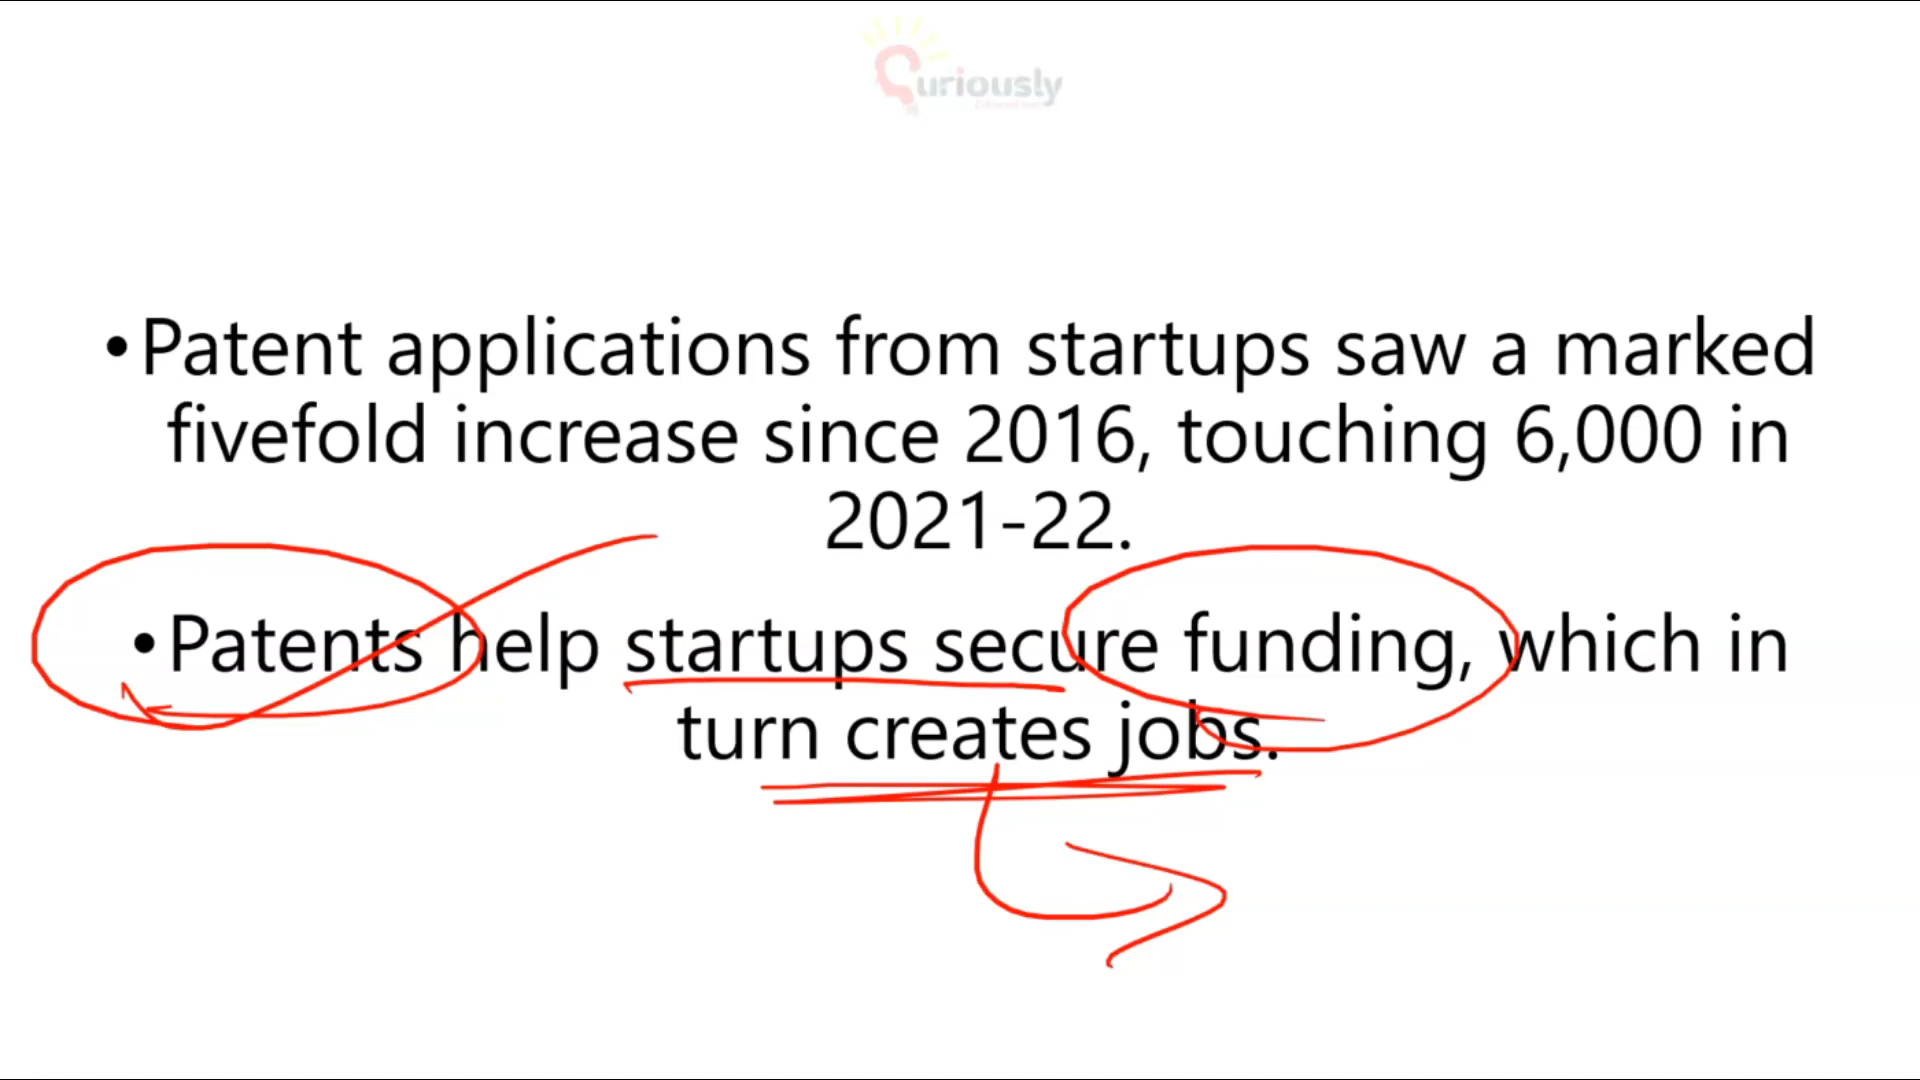 Curiously
• Patent applications from startups saw a marked
fivefold increase since 2016, touching 6,000 in
2021-22.
• Patents help startups secure funding, which in
turn creates jobs.